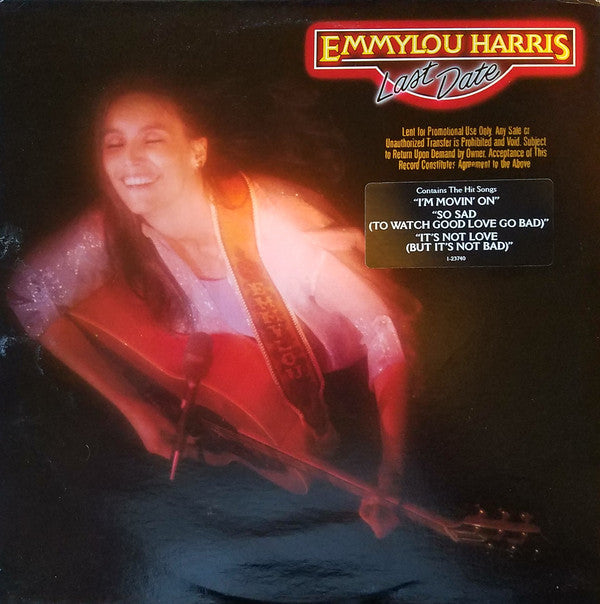 EMMYLOU HARRIS
Last Date
Lent for Promotional Use Only. Any Sale or
Unauthorized Transfer is Prohibited and Void. Subject
to Return Upon Demand by Owner. Acceptance of This
Record Constitutes Agreement to the Above
Contains The Hit Songs
"I'M MOVIN' ON"
"SO SAD
(TO WATCH GOOD LOVE GO BAD)"
"IT'S NOT LOVE
(BUT IT'S NOT BAD)"
1-23740